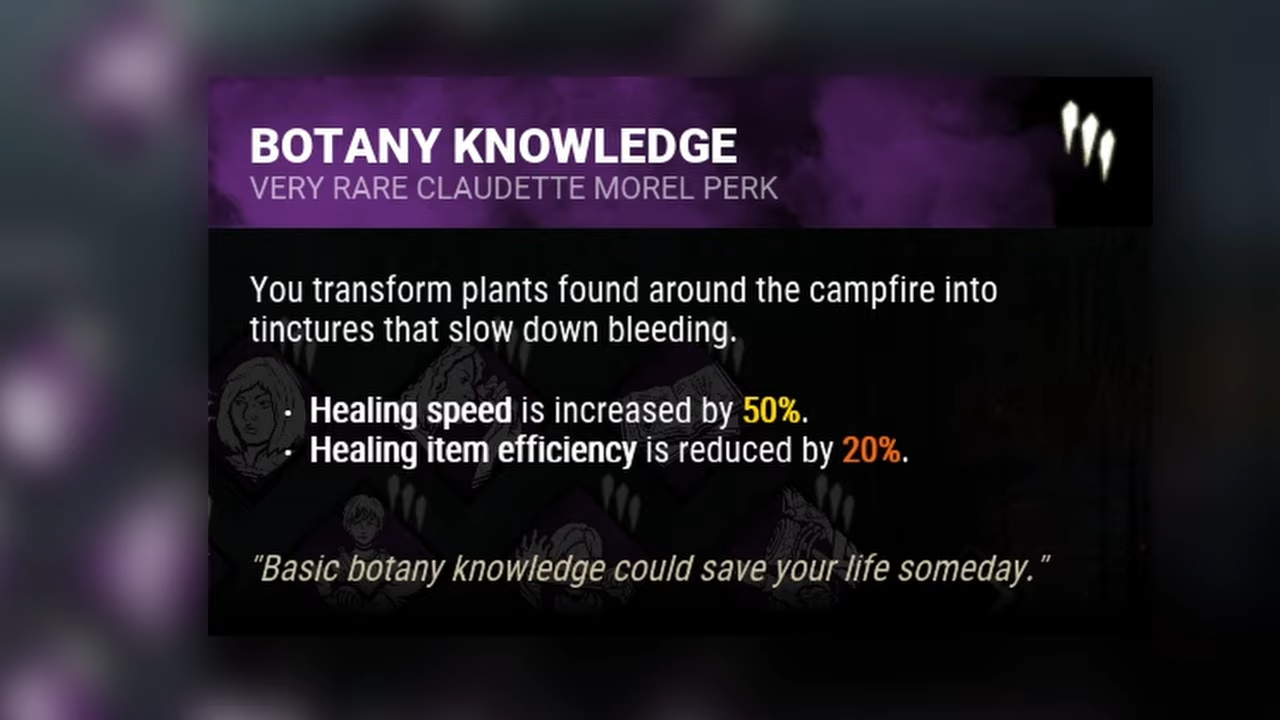 BOTANY KNOWLEDGE
VERY RARE CLAUDETTE MOREL PERK
You transform plants found around the campfire into
tinctures that slow down bleeding.
· Healing speed is increased by 50%.
· Healing item efficiency is reduced by 20%.
"Basic botany knowledge could save your life someday."